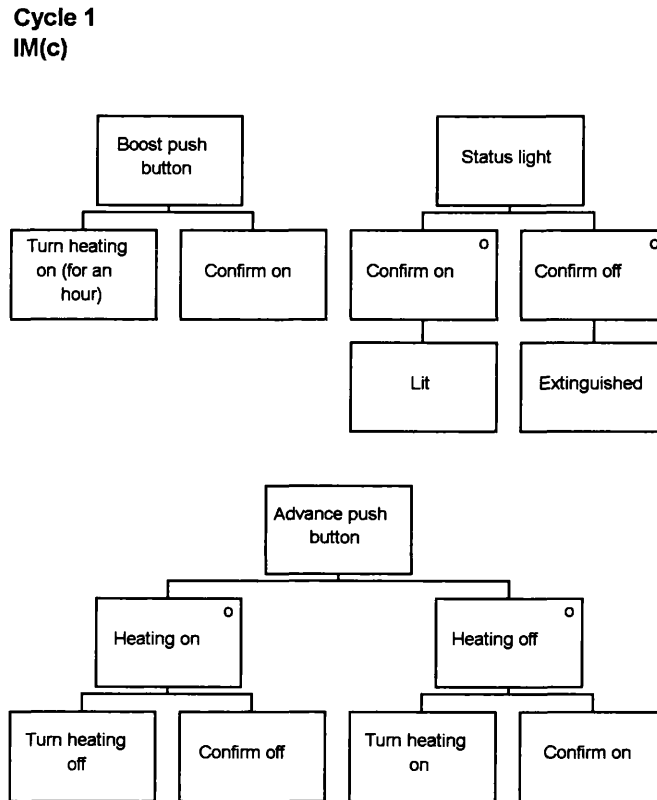 Cycle 1
IM(c)
Boost push
button
Status light
Turn heating
on (for an
hour)
Confirm on
Confirm on
o
Confirm off
o
Lit
Extinguished
Advance push
button
Heating on
o
Heating off
o
Turn heating
off
Confirm off
Turn heating
on
Confirm on